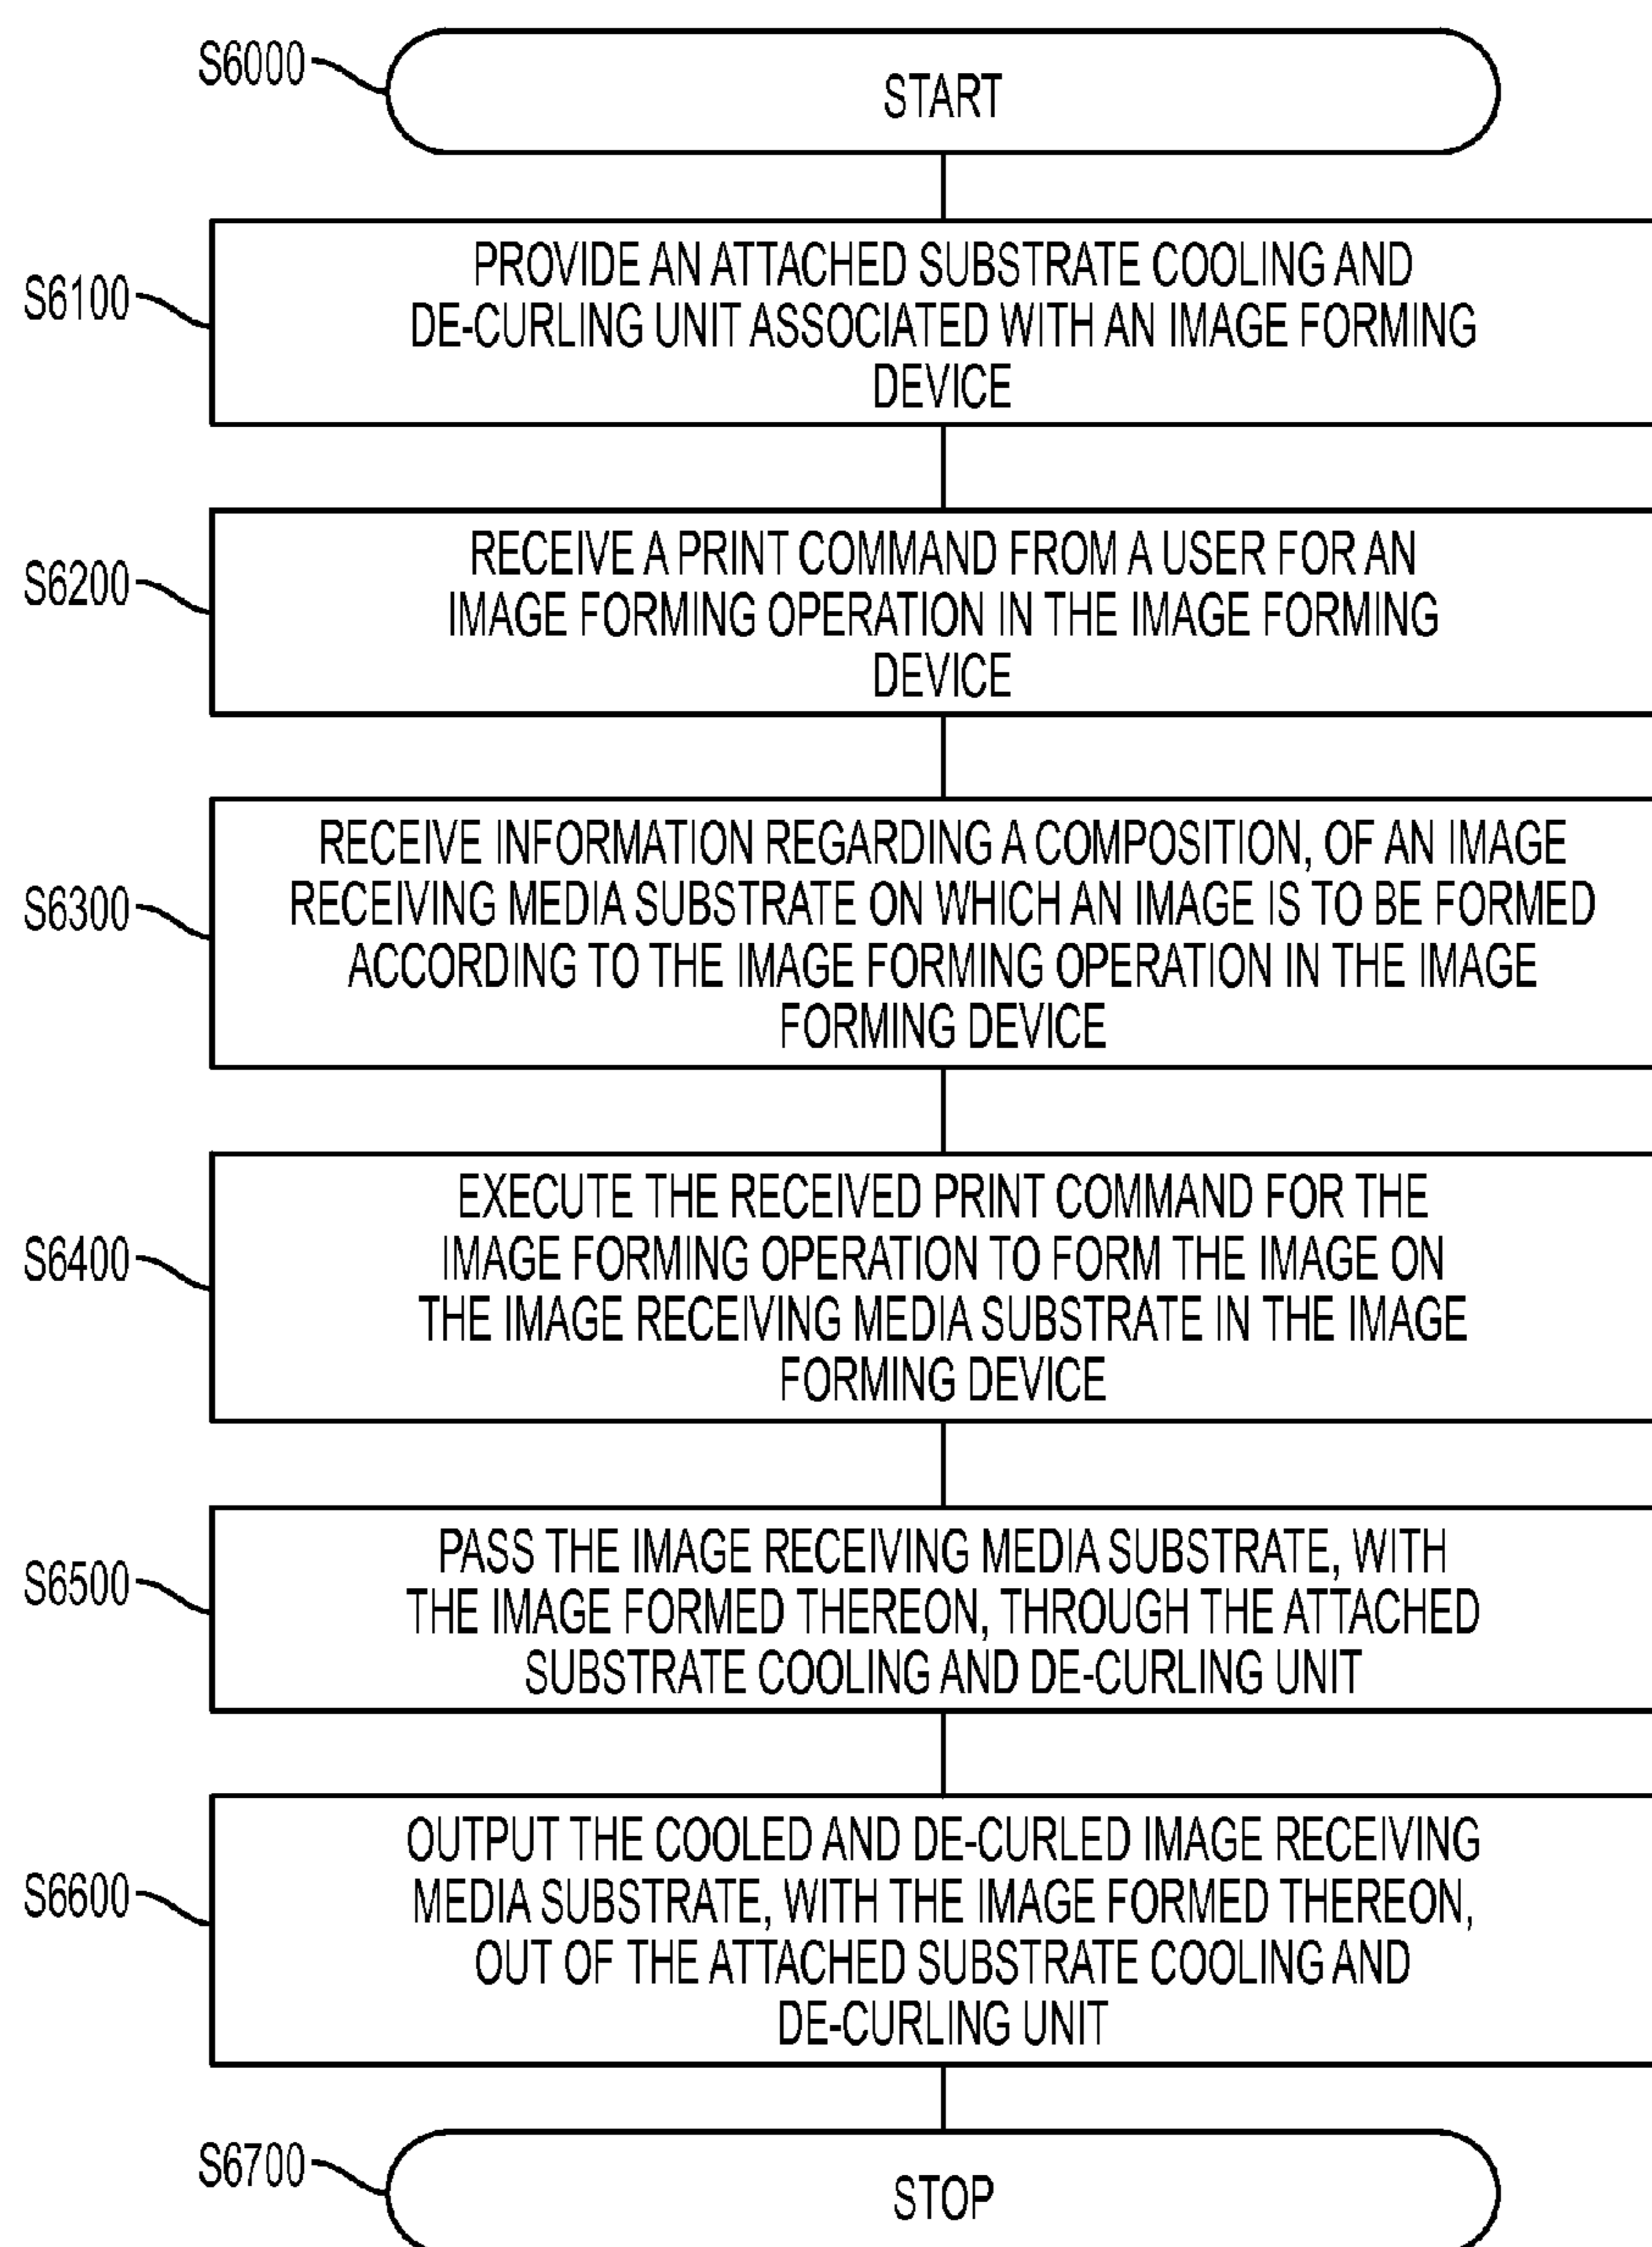 S6000
START
S6100
PROVIDE AN ATTACHED SUBSTRATE COOLING AND
DE-CURLING UNIT ASSOCIATED WITH AN IMAGE FORMING
DEVICE
S6200
RECEIVE A PRINT COMMAND FROM A USER FOR AN
IMAGE FORMING OPERATION IN THE IMAGE FORMING
DEVICE
S6300
RECEIVE INFORMATION REGARDING A COMPOSITION, OF AN IMAGE
RECEIVING MEDIA SUBSTRATE ON WHICH AN IMAGE IS TO BE FORMED
ACCORDING TO THE IMAGE FORMING OPERATION IN THE IMAGE
FORMING DEVICE
S6400
EXECUTE THE RECEIVED PRINT COMMAND FOR THE
IMAGE FORMING OPERATION TO FORM THE IMAGE ON
THE IMAGE RECEIVING MEDIA SUBSTRATE IN THE IMAGE
FORMING DEVICE
S6500
PASS THE IMAGE RECEIVING MEDIA SUBSTRATE, WITH
THE IMAGE FORMED THEREON, THROUGH THE ATTACHED
SUBSTRATE COOLING AND DE-CURLING UNIT
S6600
OUTPUT THE COOLED AND DE-CURLED IMAGE RECEIVING
MEDIA SUBSTRATE, WITH THE IMAGE FORMED THEREON,
OUT OF THE ATTACHED SUBSTRATE COOLING AND
DE-CURLING UNIT
S6700
STOP